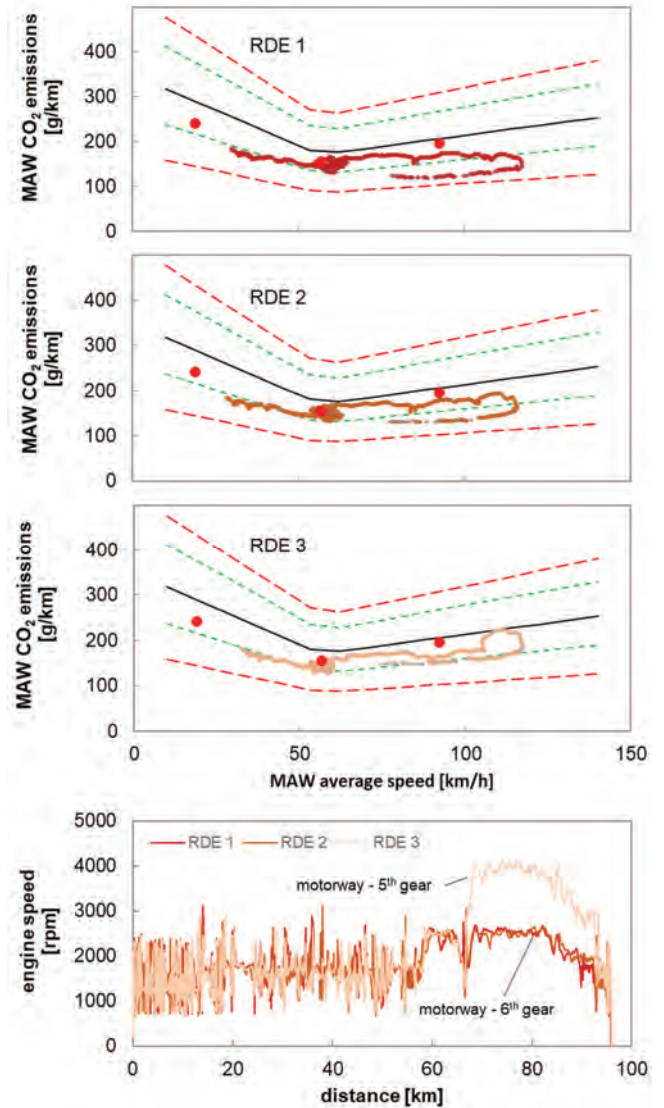 MAW CO₂ emissions
[g/km]
400
300
200
100
0
RDE 1
MAW CO₂ emissions
[g/km]
400
300
200
100
0
RDE 2
MAW CO₂ emissions
[g/km]
400
300
200
100
0
RDE 3
0
50
100
150
MAW average speed [km/h]
engine speed
[rpm]
5000
4000
3000
2000
1000
0
RDE 1 RDE 2 RDE 3
motorway - 5th gear
motorway - 6th gear
0 20 40 60 80 100
distance [km]